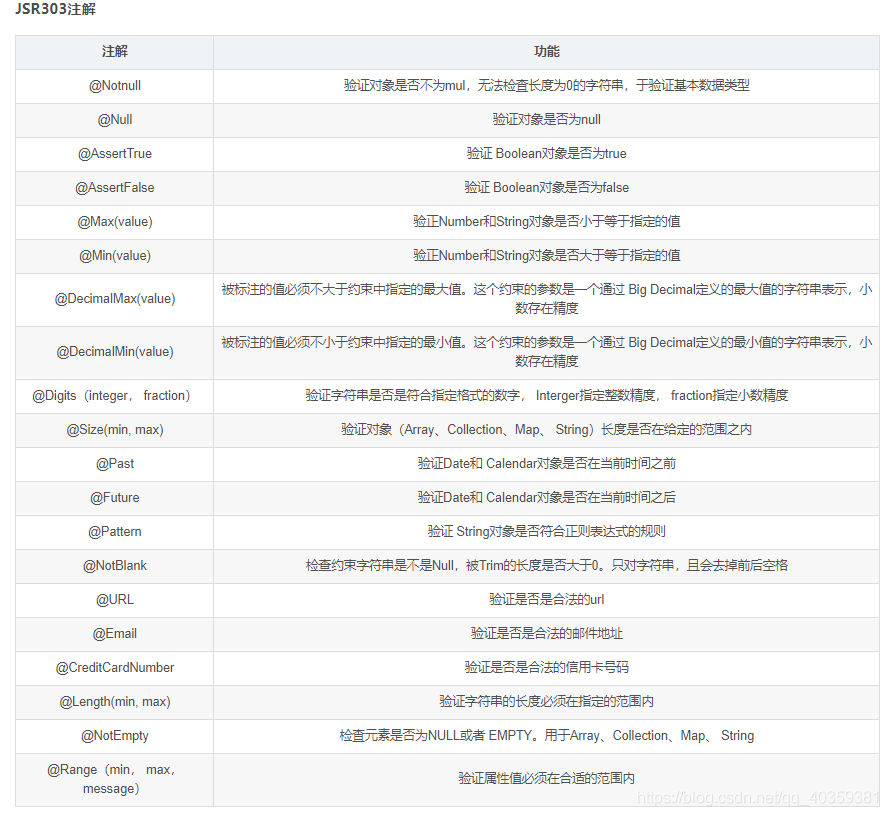 JSR303注解
注解 功能
@Notnull 验证对象是否不为mul，无法检查长度为0的字符串，于验证基本数据类型
@Null 验证对象是否为null
@AssertTrue 验证 Boolean对象是否为true
@AssertFalse 验证 Boolean对象是否为false
@Max(value) 验正Number和String对象是否小于等于指定的值
@Min(value) 验正Number和String对象是否大于等于指定的值
@DecimalMax(value) 被标注的值必须不大于约束中指定的最大值。这个约束的参数是一个通过 Big Decimal定义的最大值的字符串表示，小
数存在精度
@DecimalMin(value) 被标注的值必须不小于约束中指定的最小值。这个约束的参数是一个通过 Big Decimal定义的最小值的字符串表示，小
数存在精度
@Digits（integer， fraction） 验证字符串是否是符合指定格式的数字， Interger指定整数精度， fraction指定小数精度
@Size(min, max) 验证对象（Array、Collection、Map、 String）长度是否在给定的范围之内
@Past 验证Date和 Calendar对象是否在当前时间之前
@Future 验证Date和 Calendar对象是否在当前时间之后
@Pattern 验证 String对象是否符合正则表达式的规则
@NotBlank 检查约束字符串是不是Null，被Trim的长度是否大于0。只对字符串，且会去掉前后空格
@URL 验证是否是合法的url
@Email 验证是否是合法的邮件地址
@CreditCardNumber 验证是否是合法的信用卡号码
@Length(min, max) 验证字符串的长度必须在指定的范围内
@NotEmpty 检查元素是否为NULL或者 EMPTY。用于Array、Collection、Map、 String
@Range（min， max，
message） 验证属性值必须在合适的范围内
https://blog.csdn.net/qq_40359381